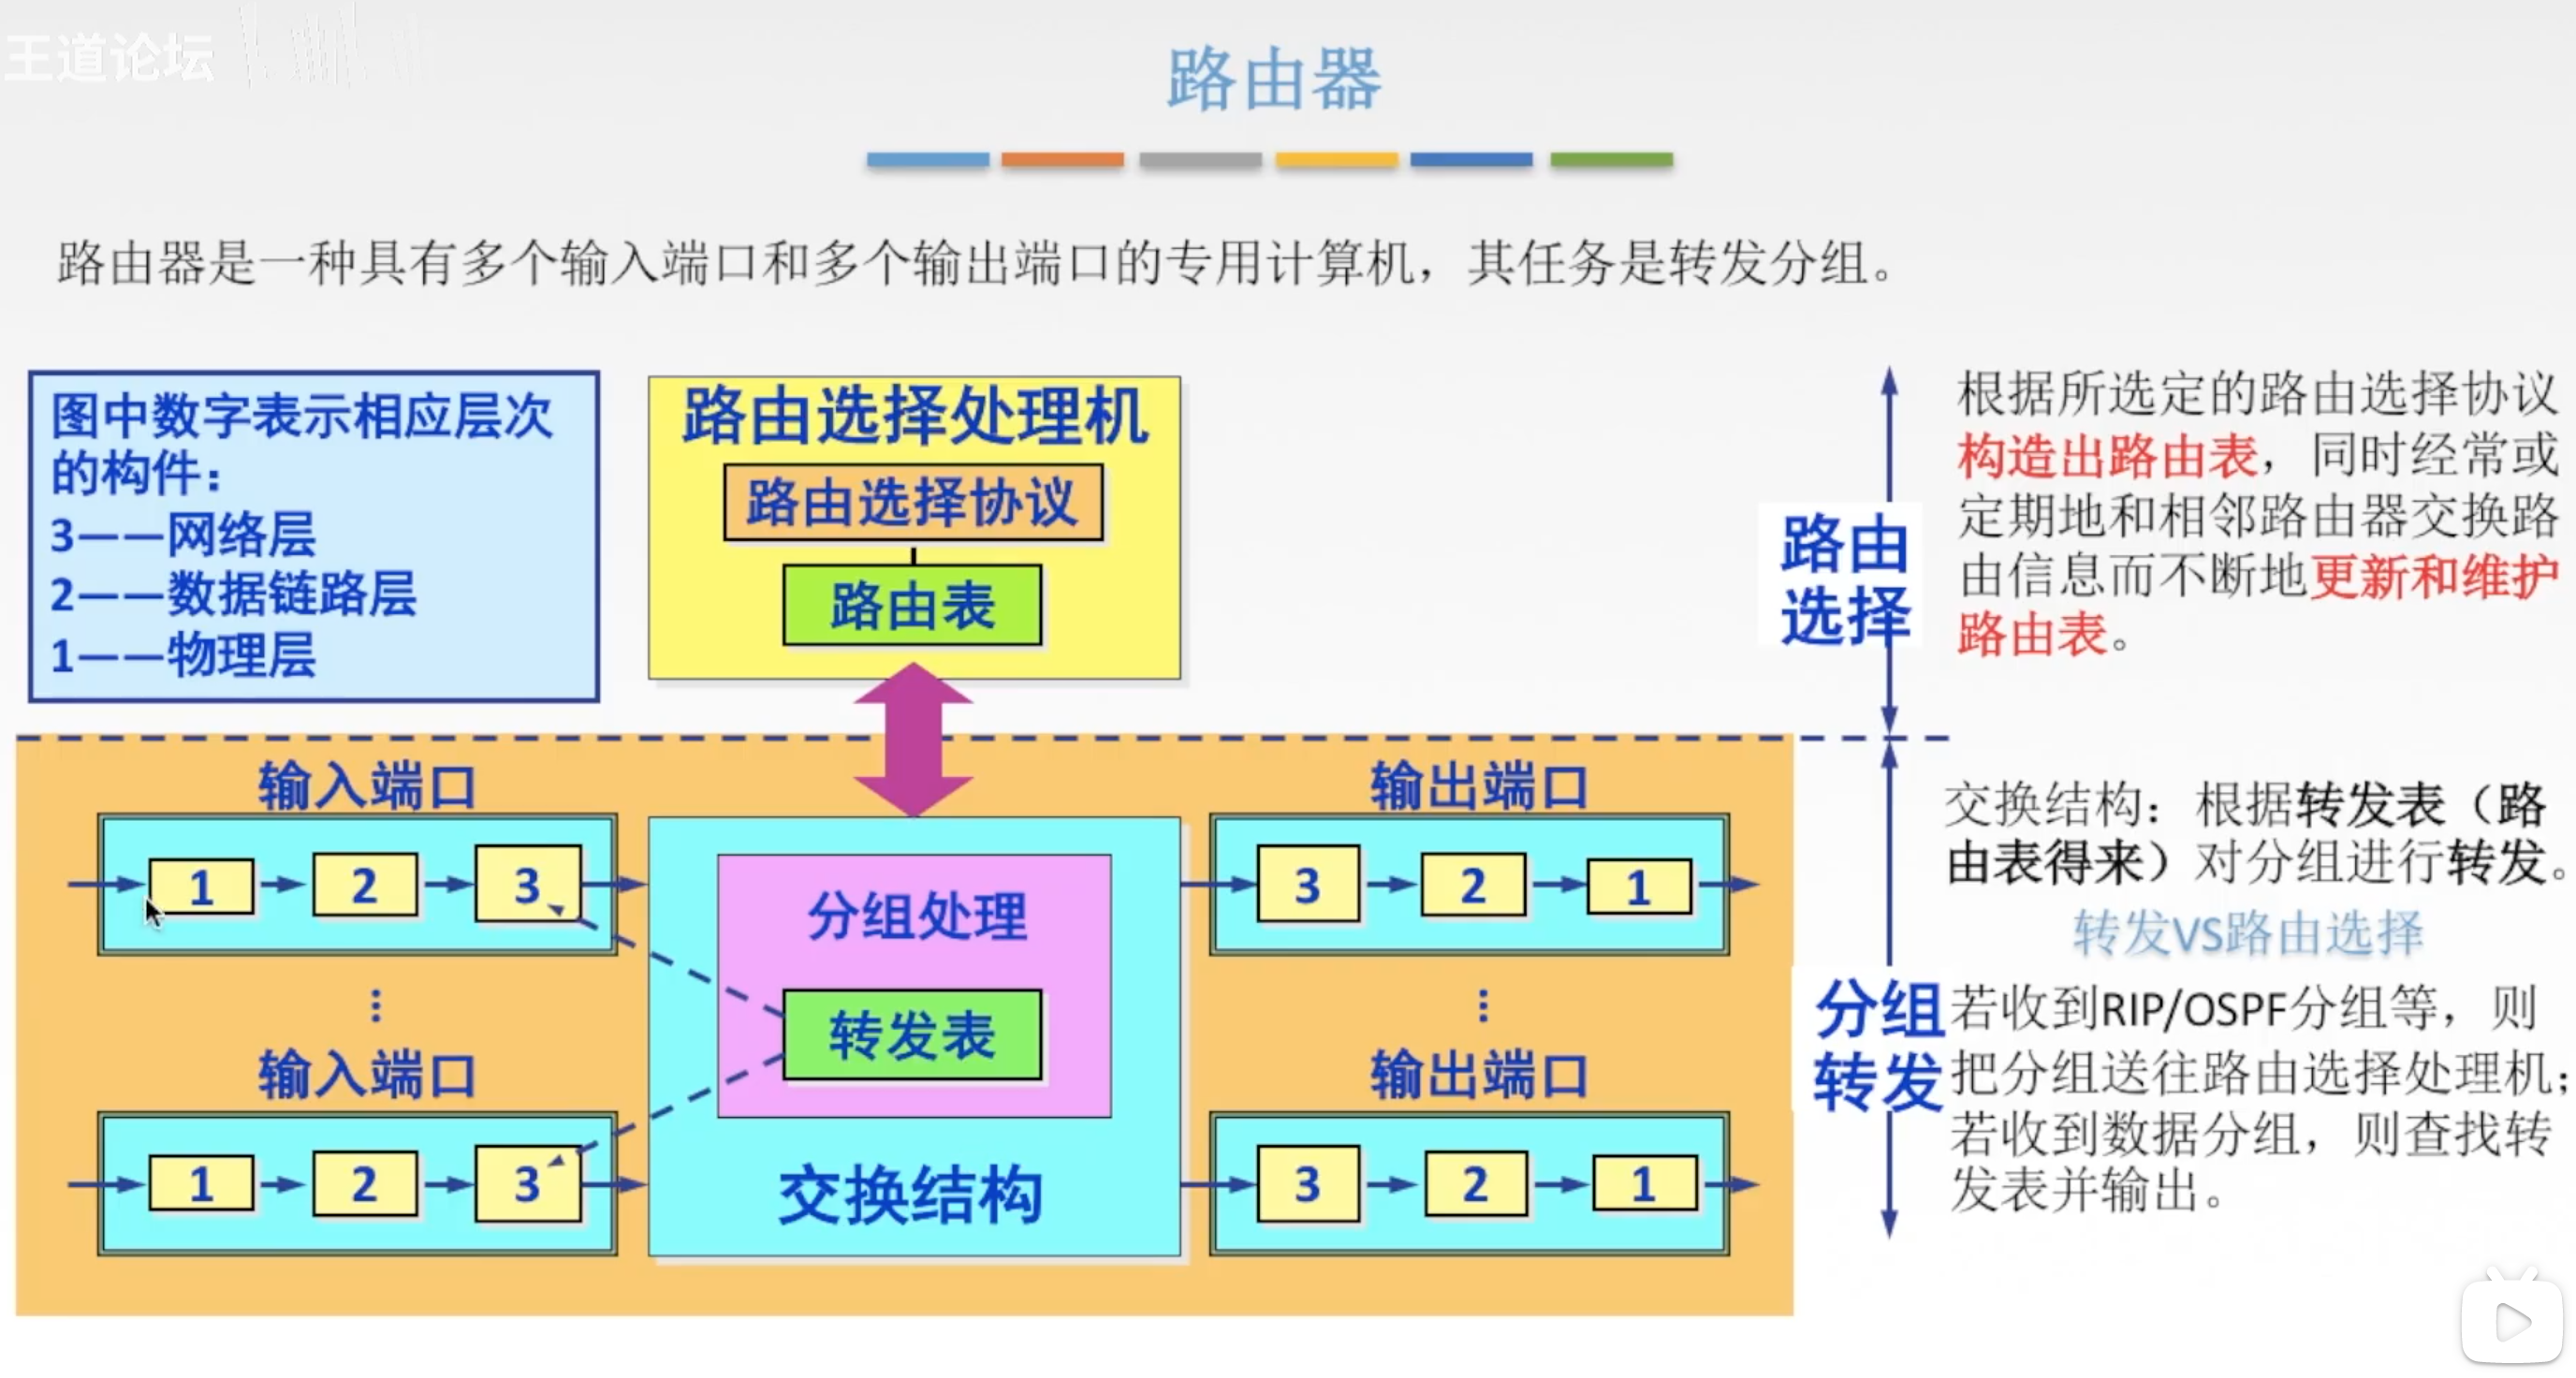 王道论坛
路由器
路由器是一种具有多个输入端口和多个输出端口的专用计算机，其任务是转发分组。
图中数字表示相应层次
的构件：
3——网络层
2——数据链路层
1——物理层
路由选择处理机
路由选择协议
路由表
路由
选择
根据所选定的路由选择协议
构造出路由表，同时经常或
定期地和相邻路由器交换路
由信息而不断地更新和维护
路由表。
输入端口
1
2
3
⋮
输入端口
1
2
3
分组处理
转发表
交换结构
输出端口
3
2
1
⋮
输出端口
3
2
1
分组
转发
交换结构：根据转发表（路
由表得来）对分组进行转发。
转发VS路由选择
若收到RIP/OSPF分组等，则
把分组送往路由选择处理机；
若收到数据分组，则查找转
发表并输出。